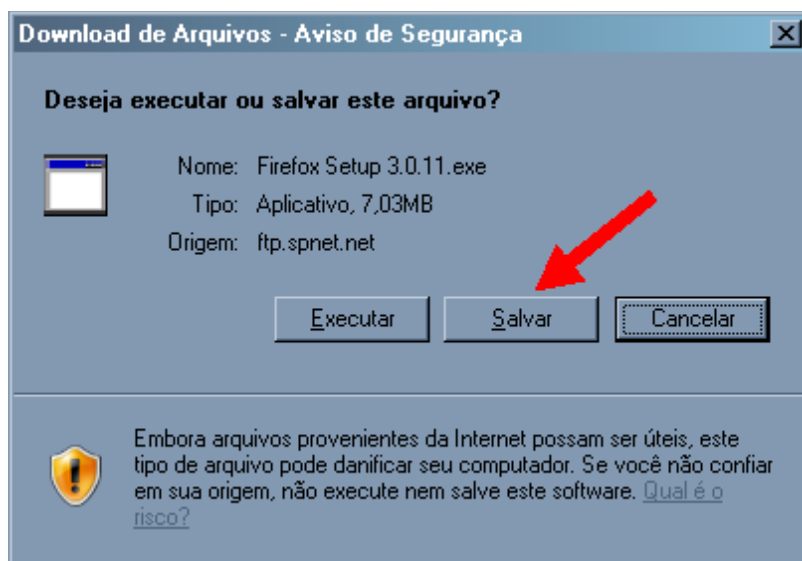 Download de Arquivos - Aviso de Segurança
Deseja executar ou salvar este arquivo?
Nome: Firefox Setup 3.0.11.exe
Tipo: Aplicativo, 7,03MB
Origem: ftp.spnet.net
Executar Salvar Cancelar
Embora arquivos provenientes da Internet possam ser úteis, este
tipo de arquivo pode danificar seu computador. Se você não confiar
em sua origem, não execute nem salve este software. Qual é o
risco?